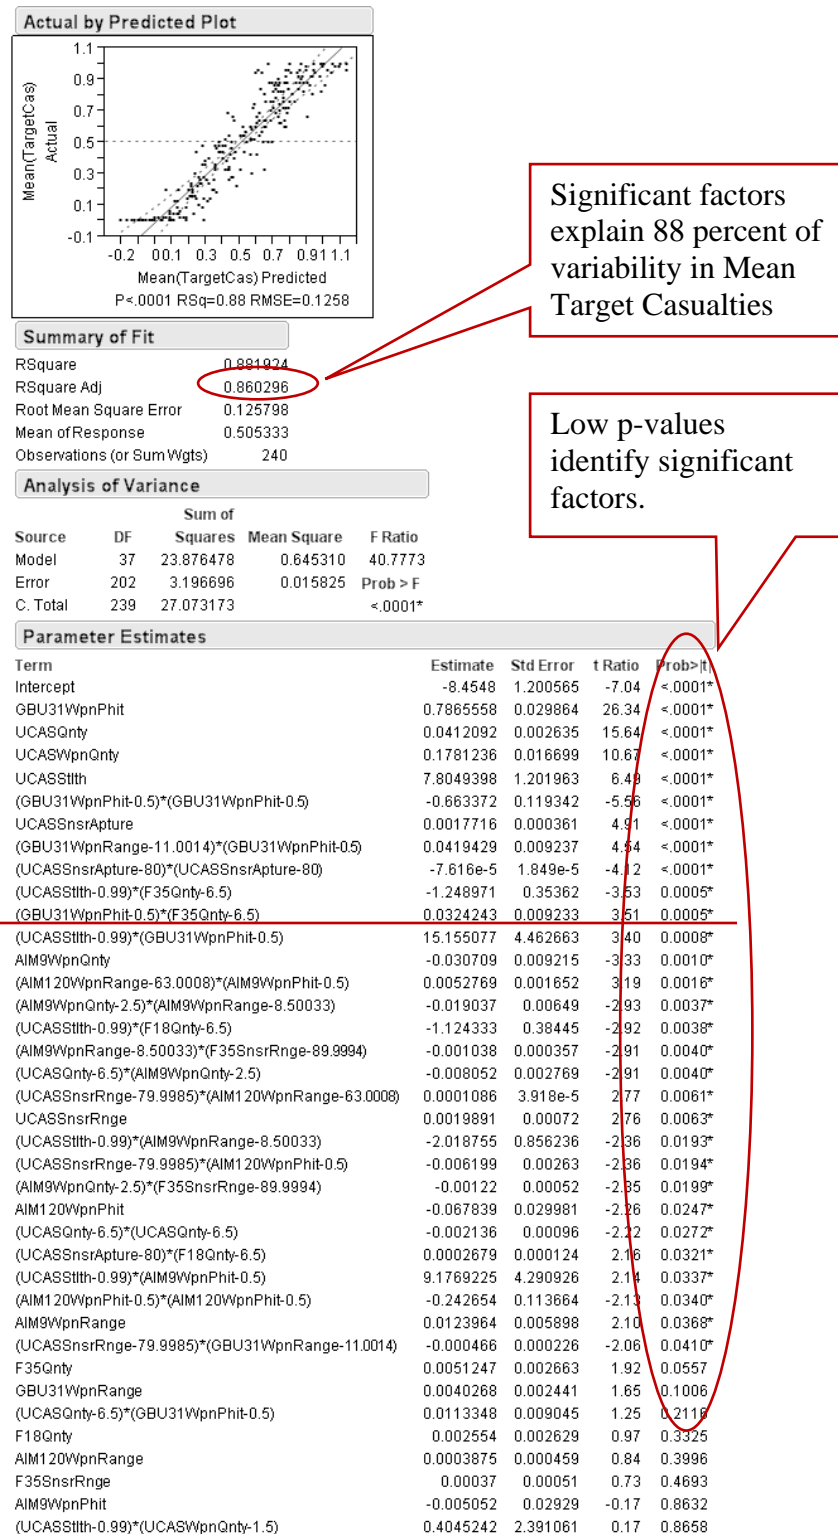 Actual by Predicted Plot
1.1
0.9
0.7
0.5
0.3
0.1
-0.1
Mean(TargetCas)
Actual
-0.2 00.1 0.3 0.5 0.7 0.91 1.1
Mean(TargetCas) Predicted
P<.0001 RSq=0.88 RMSE=0.1258
Significant factors
explain 88 percent of
variability in Mean
Target Casualties
Summary of Fit
RSquare 0.881924
RSquare Adj 0.860296
Root Mean Square Error 0.125798
Mean of Response 0.505333
Observations (or Sum Wgts) 240
Low p-values
identify significant
factors.
Analysis of Variance
Sum of
Source DF Squares Mean Square F Ratio
Model 37 23.876478 0.645310 40.7773
Error 202 3.196696 0.015825 Prob > F
C. Total 239 27.073173 <.0001*
Parameter Estimates
Term Estimate Std Error t Ratio Prob>|t|
Intercept -8.4548 1.200565 -7.04 <.0001*
GBU31WpnPhit 0.7865558 0.029864 26.34 <.0001*
UCASQnty 0.0412092 0.002635 15.64 <.0001*
UCASWpnQnty 0.1781236 0.016699 10.67 <.0001*
UCASStlth 7.8049398 1.201963 6.49 <.0001*
(GBU31WpnPhit-0.5)*(GBU31WpnPhit-0.5) -0.663372 0.119342 -5.56 <.0001*
UCASSnsrApture 0.0017716 0.000361 4.91 <.0001*
(GBU31WpnRange-11.0014)*(GBU31WpnPhit-0.5) 0.0419429 0.009237 4.54 <.0001*
(UCASSnsrApture-80)*(UCASSnsrApture-80) -7.616e-5 1.849e-5 -4.12 <.0001*
(UCASStlth-0.99)*(F35Qnty-6.5) -1.248971 0.35362 -3.53 0.0005*
(GBU31WpnPhit-0.5)*(F35Qnty-6.5) 0.0324243 0.009233 3.51 0.0005*
(UCASStlth-0.99)*(GBU31WpnPhit-0.5) 15.155077 4.462663 3.40 0.0008*
AIM9WpnQnty -0.030709 0.009215 -3.33 0.0010*
(AIM120WpnRange-63.0008)*(AIM9WpnPhit-0.5) 0.0052769 0.001652 3.19 0.0016*
(AIM9WpnQnty-2.5)*(AIM9WpnRange-8.50033) -0.019037 0.00649 -2.93 0.0037*
(UCASStlth-0.99)*(F18Qnty-6.5) -1.124333 0.38445 -2.92 0.0038*
(AIM9WpnRange-8.50033)*(F35SnsrRnge-89.9994) -0.001038 0.000357 -2.91 0.0040*
(UCASQnty-6.5)*(AIM9WpnQnty-2.5) -0.008052 0.002769 -2.91 0.0040*
(UCASSnsrRnge-79.9985)*(AIM120WpnRange-63.0008) 0.0001086 3.918e-5 2.77 0.0061*
UCASSnsrRnge 0.0019891 0.00072 2.76 0.0063*
(UCASStlth-0.99)*(AIM9WpnRange-8.50033) -2.018755 0.856236 -2.36 0.0193*
(UCASSnsrRnge-79.9985)*(AIM120WpnPhit-0.5) -0.006199 0.00263 -2.36 0.0194*
(AIM9WpnQnty-2.5)*(F35SnsrRnge-89.9994) -0.00122 0.00052 -2.35 0.0199*
AIM120WpnPhit -0.067839 0.029981 -2.26 0.0247*
(UCASQnty-6.5)*(UCASQnty-6.5) -0.002136 0.00096 -2.22 0.0272*
(UCASSnsrApture-80)*(F18Qnty-6.5) 0.0002679 0.000124 2.16 0.0321*
(UCASStlth-0.99)*(AIM9WpnPhit-0.5) 9.1769225 4.290926 2.14 0.0337*
(AIM120WpnPhit-0.5)*(AIM120WpnPhit-0.5) -0.242654 0.113664 -2.13 0.0340*
AIM9WpnRange 0.0123964 0.005898 2.10 0.0368*
(UCASSnsrRnge-79.9985)*(GBU31WpnRange-11.0014) -0.000466 0.000226 -2.06 0.0410*
F35Qnty 0.0051247 0.002663 1.92 0.0557
GBU31WpnRange 0.0040268 0.002441 1.65 0.1006
(UCASQnty-6.5)*(GBU31WpnPhit-0.5) 0.0113348 0.009045 1.25 0.2116
F18Qnty 0.002554 0.002629 0.97 0.3325
AIM120WpnRange 0.0003875 0.000459 0.84 0.3996
F35SnsrRnge 0.00037 0.00051 0.73 0.4693
AIM9WpnPhit -0.005052 0.02929 -0.17 0.8632
(UCASStlth-0.99)*(UCASWpnQnty-1.5) 0.4045242 2.391061 0.17 0.8658